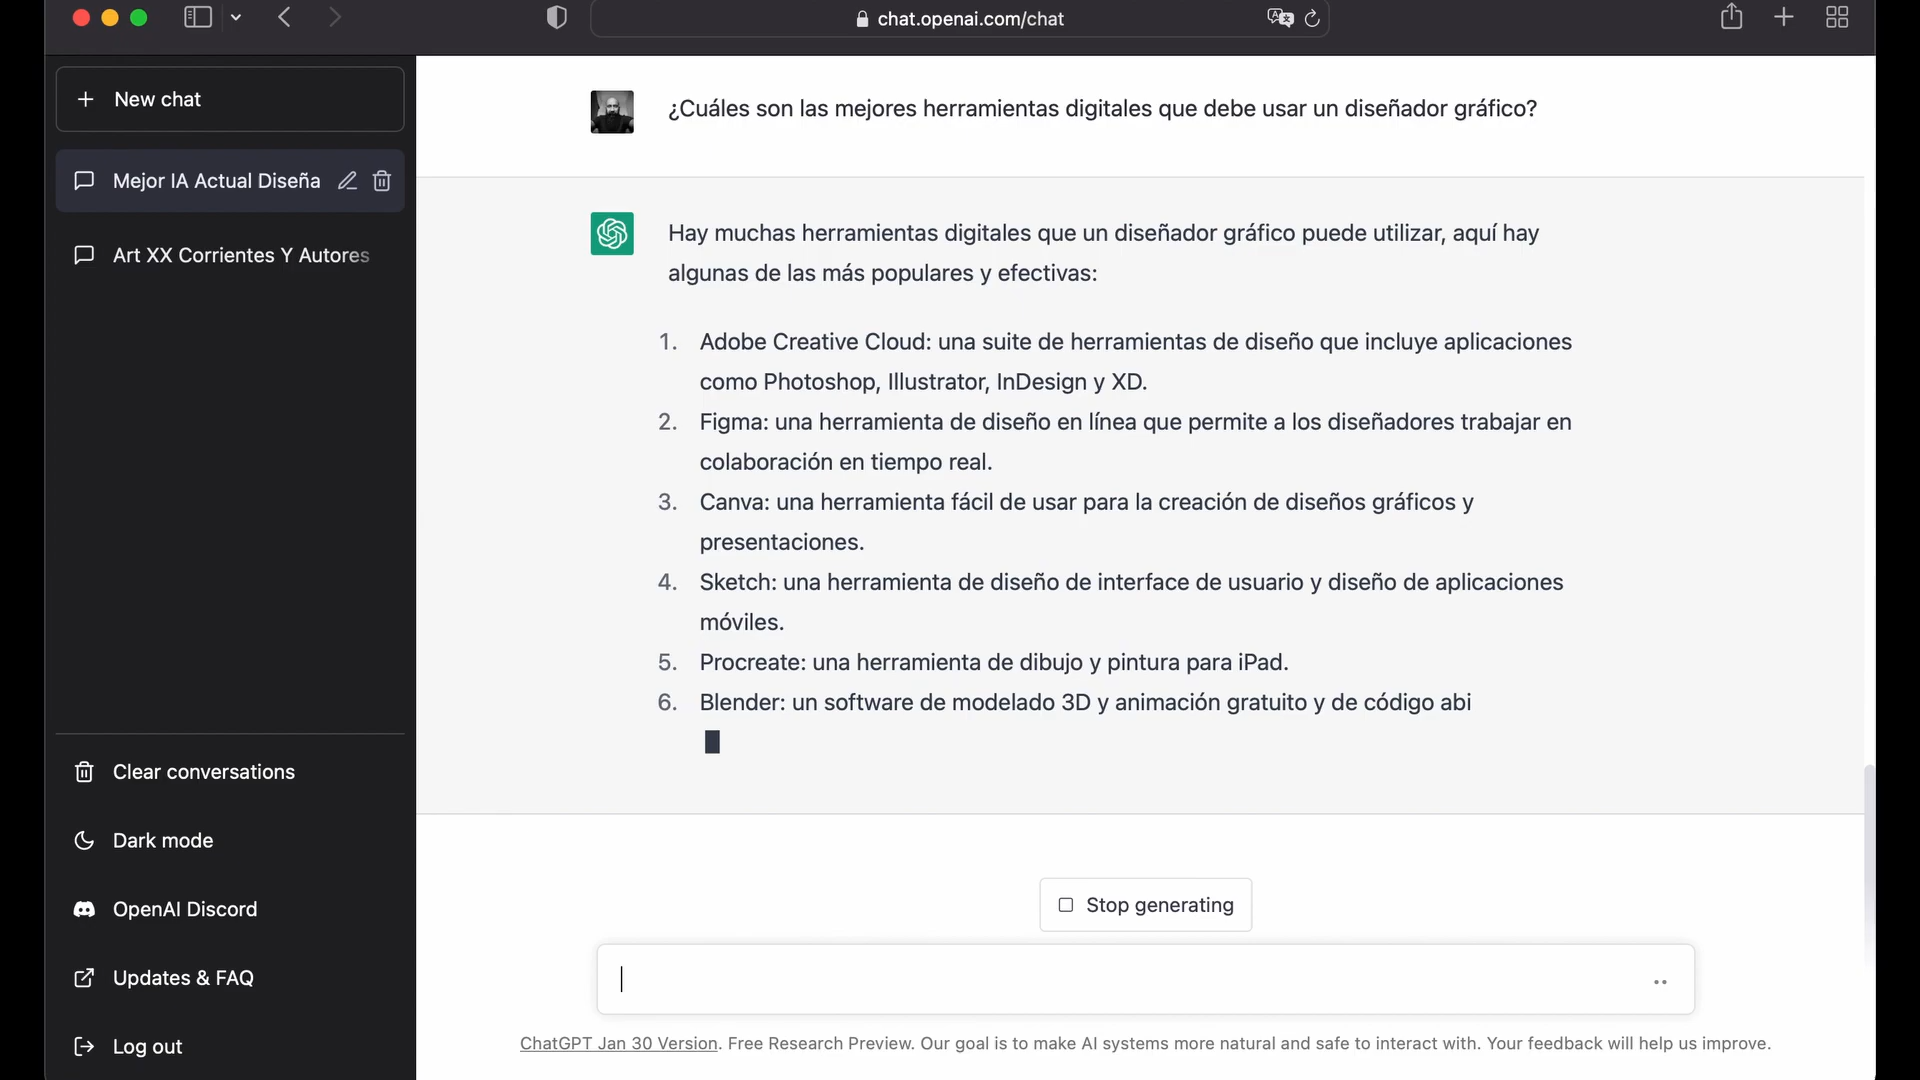 chat.openai.com/chat
New chat
Mejor IA Actual Diseña
Art XX Corrientes Y Autores
Clear conversations
Dark mode
OpenAI Discord
Updates & FAQ
Log out
¿Cuáles son las mejores herramientas digitales que debe usar un diseñador gráfico?
Hay muchas herramientas digitales que un diseñador gráfico puede utilizar, aquí hay
algunas de las más populares y efectivas:
1. Adobe Creative Cloud: una suite de herramientas de diseño que incluye aplicaciones
como Photoshop, Illustrator, InDesign y XD.
2. Figma: una herramienta de diseño en línea que permite a los diseñadores trabajar en
colaboración en tiempo real.
3. Canva: una herramienta fácil de usar para la creación de diseños gráficos y
presentaciones.
4. Sketch: una herramienta de diseño de interface de usuario y diseño de aplicaciones
móviles.
5. Procreate: una herramienta de dibujo y pintura para iPad.
6. Blender: un software de modelado 3D y animación gratuito y de código abi
Stop generating
ChatGPT Jan 30 Version. Free Research Preview. Our goal is to make AI systems more natural and safe to interact with. Your feedback will help us improve.